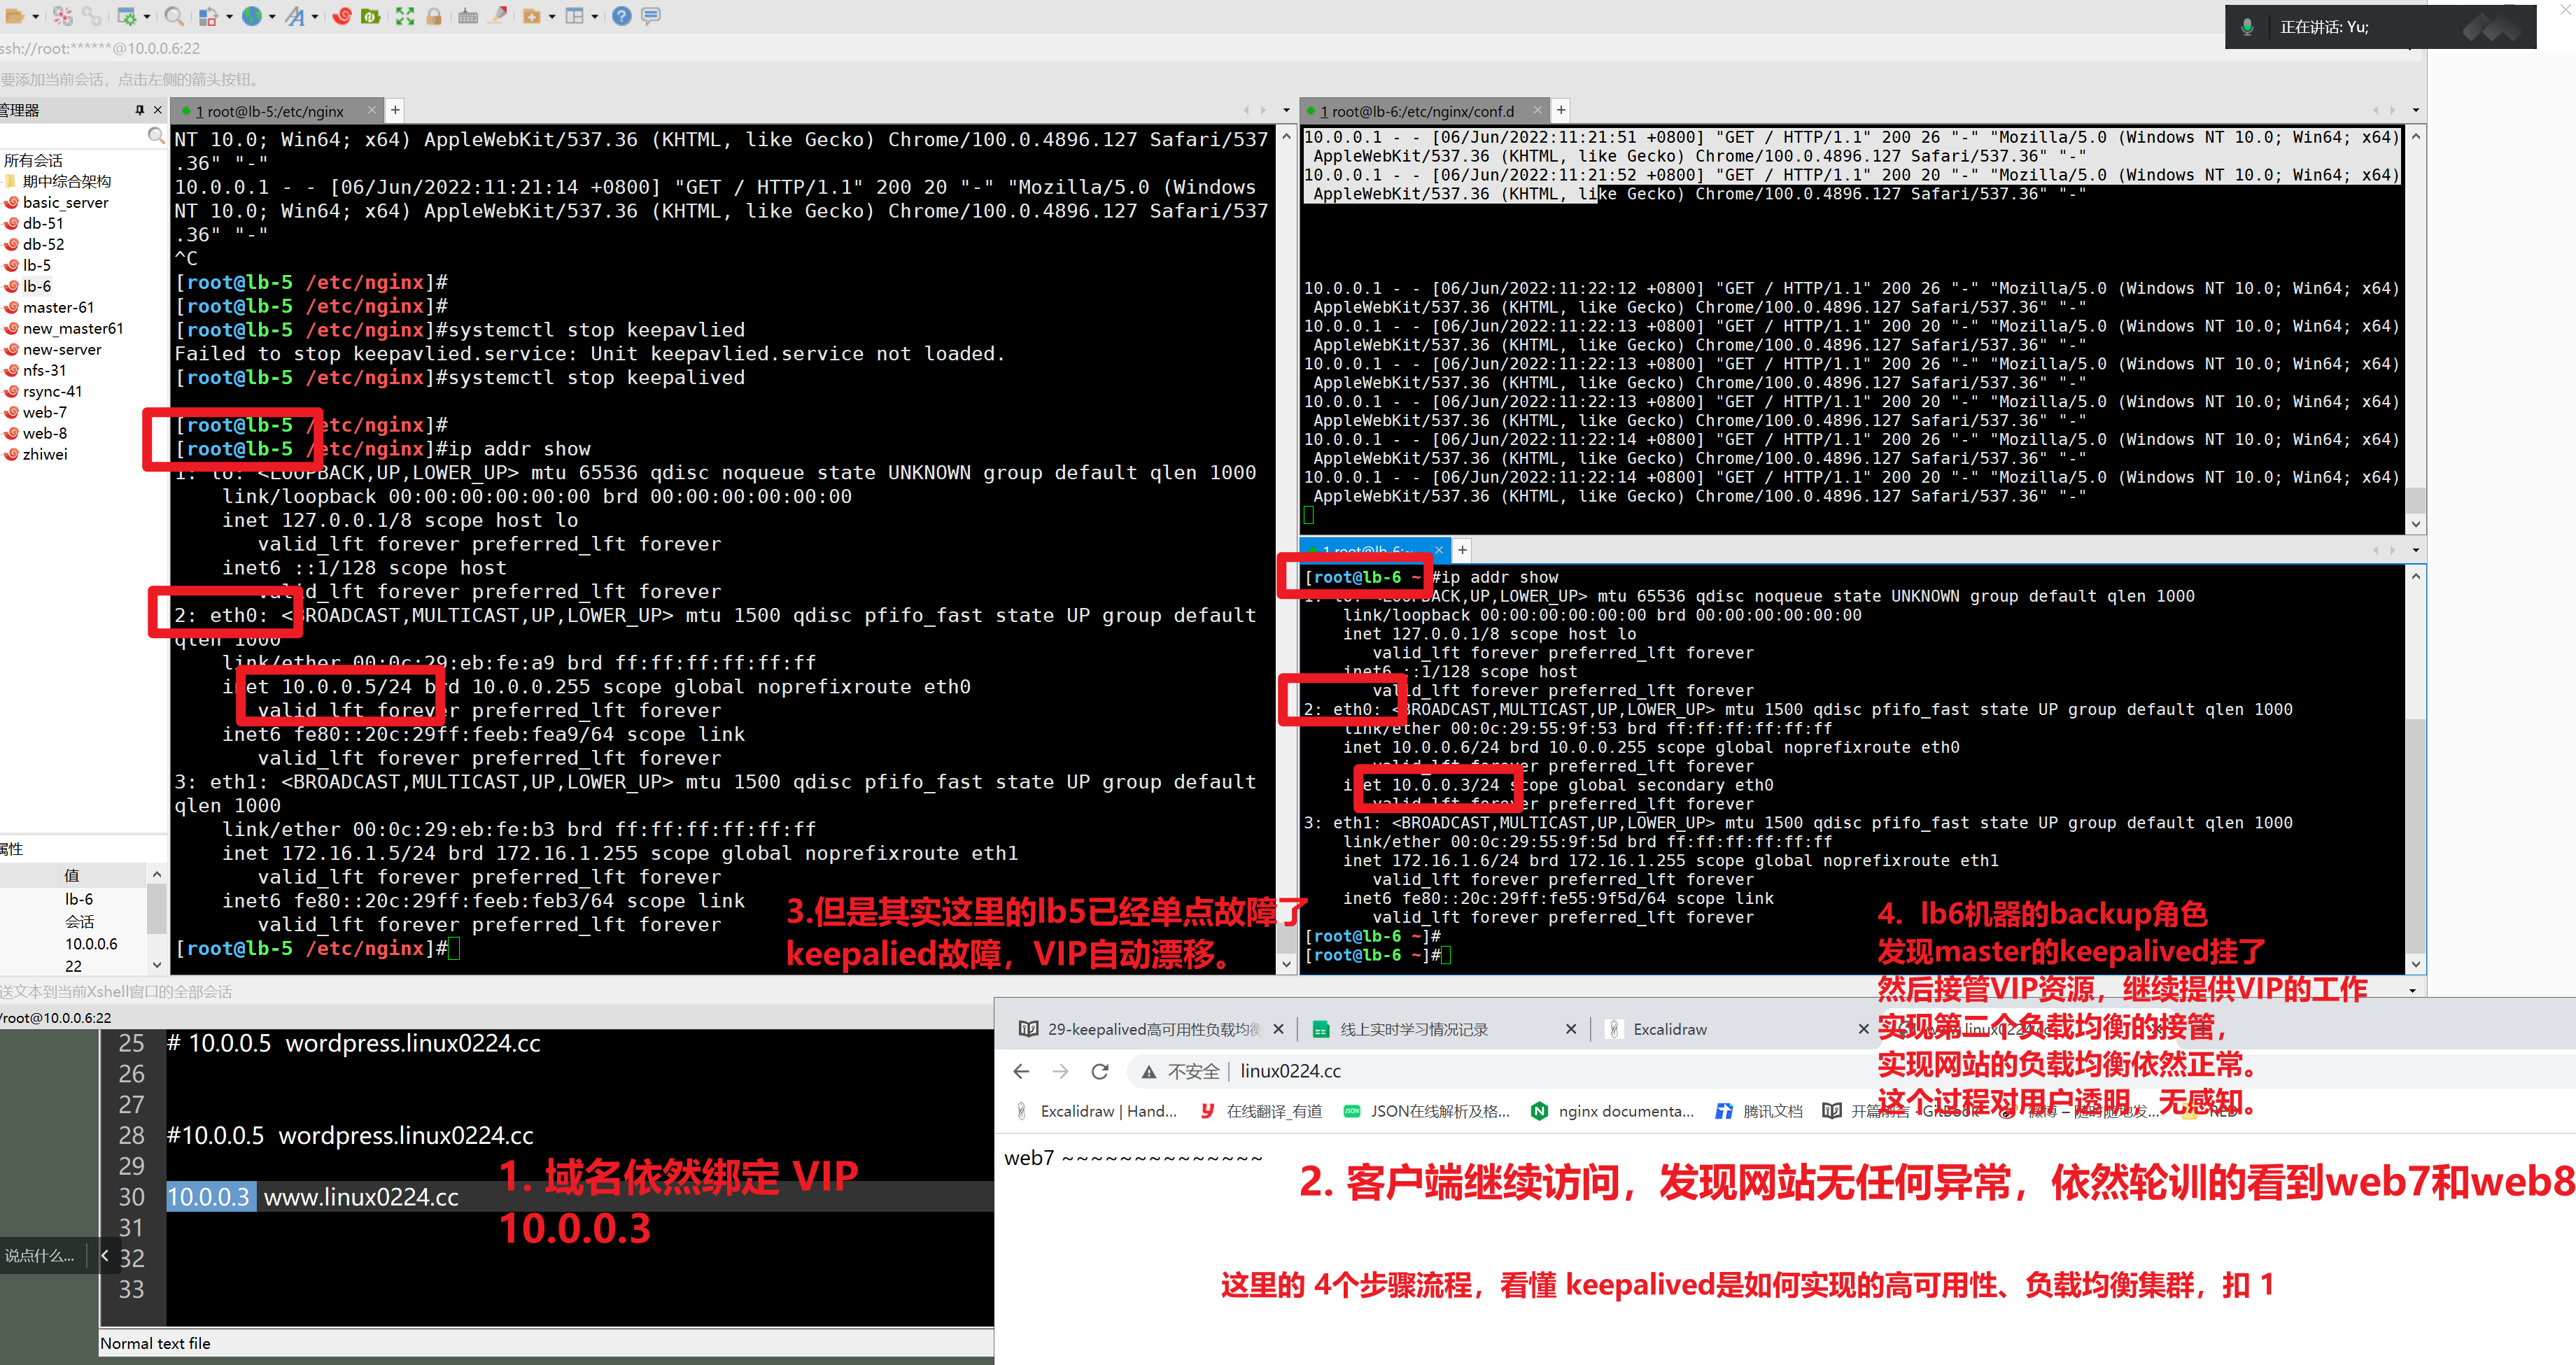 ssh://root:******@10.0.0.6:22
正在讲话: Yu;
要添加当前会话，点击左侧的箭头按钮。
管理器
1 root@lb-5:/etc/nginx
所有会话
期中综合架构
basic_server
db-51
db-52
lb-5
lb-6
master-61
new_master61
new-server
nfs-31
rsync-41
web-7
web-8
zhiwei
属性
值
lb-6
会话
10.0.0.6
22
NT 10.0; Win64; x64) AppleWebKit/537.36 (KHTML, like Gecko) Chrome/100.0.4896.127 Safari/537
.36" "-"
10.0.0.1 - - [06/Jun/2022:11:21:14 +0800] "GET / HTTP/1.1" 200 20 "-" "Mozilla/5.0 (Windows
NT 10.0; Win64; x64) AppleWebKit/537.36 (KHTML, like Gecko) Chrome/100.0.4896.127 Safari/537
.36" "-"
^C
[root@lb-5 /etc/nginx]#
[root@lb-5 /etc/nginx]#
[root@lb-5 /etc/nginx]#systemctl stop keepavlied
Failed to stop keepavlied.service: Unit keepavlied.service not loaded.
[root@lb-5 /etc/nginx]#systemctl stop keepalived
[root@lb-5 /etc/nginx]#
[root@lb-5 /etc/nginx]#ip addr show
1: lo: <LOOPBACK,UP,LOWER_UP> mtu 65536 qdisc noqueue state UNKNOWN group default qlen 1000
link/loopback 00:00:00:00:00:00 brd 00:00:00:00:00:00
inet 127.0.0.1/8 scope host lo
valid_lft forever preferred_lft forever
inet6 ::1/128 scope host
valid_lft forever preferred_lft forever
2: eth0: <BROADCAST,MULTICAST,UP,LOWER_UP> mtu 1500 qdisc pfifo_fast state UP group default
qlen 1000
link/ether 00:0c:29:eb:fe:a9 brd ff:ff:ff:ff:ff:ff
inet 10.0.0.5/24 brd 10.0.0.255 scope global noprefixroute eth0
valid_lft forever preferred_lft forever
inet6 fe80::20c:29ff:feeb:fea9/64 scope link
valid_lft forever preferred_lft forever
3: eth1: <BROADCAST,MULTICAST,UP,LOWER_UP> mtu 1500 qdisc pfifo_fast state UP group default
qlen 1000
link/ether 00:0c:29:eb:fe:b3 brd ff:ff:ff:ff:ff:ff
inet 172.16.1.5/24 brd 172.16.1.255 scope global noprefixroute eth1
valid_lft forever preferred_lft forever
inet6 fe80::20c:29ff:feeb:feb3/64 scope link
valid_lft forever preferred_lft forever
[root@lb-5 /etc/nginx]#
3.但是其实这里的lb5已经单点故障了
keepalied故障，VIP自动漂移。
1 root@lb-6:/etc/nginx/conf.d
10.0.0.1 - - [06/Jun/2022:11:21:51 +0800] "GET / HTTP/1.1" 200 26 "-" "Mozilla/5.0 (Windows NT 10.0; Win64; x64)
AppleWebKit/537.36 (KHTML, like Gecko) Chrome/100.0.4896.127 Safari/537.36" "-"
10.0.0.1 - - [06/Jun/2022:11:21:52 +0800] "GET / HTTP/1.1" 200 20 "-" "Mozilla/5.0 (Windows NT 10.0; Win64; x64)
AppleWebKit/537.36 (KHTML, like Gecko) Chrome/100.0.4896.127 Safari/537.36" "-"
10.0.0.1 - - [06/Jun/2022:11:22:12 +0800] "GET / HTTP/1.1" 200 26 "-" "Mozilla/5.0 (Windows NT 10.0; Win64; x64)
AppleWebKit/537.36 (KHTML, like Gecko) Chrome/100.0.4896.127 Safari/537.36" "-"
10.0.0.1 - - [06/Jun/2022:11:22:13 +0800] "GET / HTTP/1.1" 200 20 "-" "Mozilla/5.0 (Windows NT 10.0; Win64; x64)
AppleWebKit/537.36 (KHTML, like Gecko) Chrome/100.0.4896.127 Safari/537.36" "-"
10.0.0.1 - - [06/Jun/2022:11:22:13 +0800] "GET / HTTP/1.1" 200 26 "-" "Mozilla/5.0 (Windows NT 10.0; Win64; x64)
AppleWebKit/537.36 (KHTML, like Gecko) Chrome/100.0.4896.127 Safari/537.36" "-"
10.0.0.1 - - [06/Jun/2022:11:22:13 +0800] "GET / HTTP/1.1" 200 20 "-" "Mozilla/5.0 (Windows NT 10.0; Win64; x64)
AppleWebKit/537.36 (KHTML, like Gecko) Chrome/100.0.4896.127 Safari/537.36" "-"
10.0.0.1 - - [06/Jun/2022:11:22:14 +0800] "GET / HTTP/1.1" 200 26 "-" "Mozilla/5.0 (Windows NT 10.0; Win64; x64)
AppleWebKit/537.36 (KHTML, like Gecko) Chrome/100.0.4896.127 Safari/537.36" "-"
10.0.0.1 - - [06/Jun/2022:11:22:14 +0800] "GET / HTTP/1.1" 200 20 "-" "Mozilla/5.0 (Windows NT 10.0; Win64; x64)
AppleWebKit/537.36 (KHTML, like Gecko) Chrome/100.0.4896.127 Safari/537.36" "-"
1 root@lb-6:~
[root@lb-6 ~]#ip addr show
1: lo: <LOOPBACK,UP,LOWER_UP> mtu 65536 qdisc noqueue state UNKNOWN group default qlen 1000
link/loopback 00:00:00:00:00:00 brd 00:00:00:00:00:00
inet 127.0.0.1/8 scope host lo
valid_lft forever preferred_lft forever
inet6 ::1/128 scope host
valid_lft forever preferred_lft forever
2: eth0: <BROADCAST,MULTICAST,UP,LOWER_UP> mtu 1500 qdisc pfifo_fast state UP group default qlen 1000
link/ether 00:0c:29:55:9f:53 brd ff:ff:ff:ff:ff:ff
inet 10.0.0.6/24 brd 10.0.0.255 scope global noprefixroute eth0
valid_lft forever preferred_lft forever
inet 10.0.0.3/24 scope global secondary eth0
valid_lft forever preferred_lft forever
3: eth1: <BROADCAST,MULTICAST,UP,LOWER_UP> mtu 1500 qdisc pfifo_fast state UP group default qlen 1000
link/ether 00:0c:29:55:9f:5d brd ff:ff:ff:ff:ff:ff
inet 172.16.1.6/24 brd 172.16.1.255 scope global noprefixroute eth1
valid_lft forever preferred_lft forever
inet6 fe80::20c:29ff:fe55:9f5d/64 scope link
valid_lft forever preferred_lft forever
[root@lb-6 ~]#
[root@lb-6 ~]#
4. lb6机器的backup角色
发现master的keepalived挂了
然后接管VIP资源，继续提供VIP的工作
实现第二个负载均衡的接管，
实现网站的负载均衡依然正常。
这个过程对用户透明，无感知。
送文本到当前Xshell窗口的全部会话
/root@10.0.0.6:22
25 # 10.0.0.5 wordpress.linux0224.cc
26
27
28 #10.0.0.5 wordpress.linux0224.cc
29
30 10.0.0.3 www.linux0224.cc
31
32
33
1. 域名依然绑定 VIP
10.0.0.3
说点什么...
Normal text file
29-keepalived高可用性负载均衡
线上实时学习情况记录
Excalidraw
www.linux0224.cc
不安全 linux0224.cc
Excalidraw | Hand...
在线翻译_有道
JSON在线解析及格...
nginx documenta...
腾讯文档
开篇前言 · GitBook
微博 – 随时随地发...
RED
web7 ~~~~~~~~~~~~~~
2. 客户端继续访问，发现网站无任何异常，依然轮训的看到web7和web8
这里的 4个步骤流程，看懂 keepalived是如何实现的高可用性、负载均衡集群，扣 1